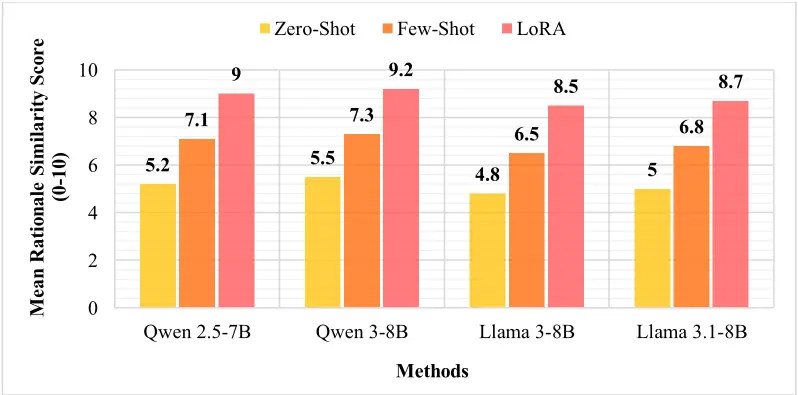 Zero-Shot Few-Shot LoRA
Mean Rationale Similarity Score
(0-10)
10
8
6
4
2
0
5.2 7.1 9
5.5 7.3 9.2
4.8 6.5 8.5
5 6.8 8.7
Qwen 2.5-7B Qwen 3-8B Llama 3-8B Llama 3.1-8B
Methods